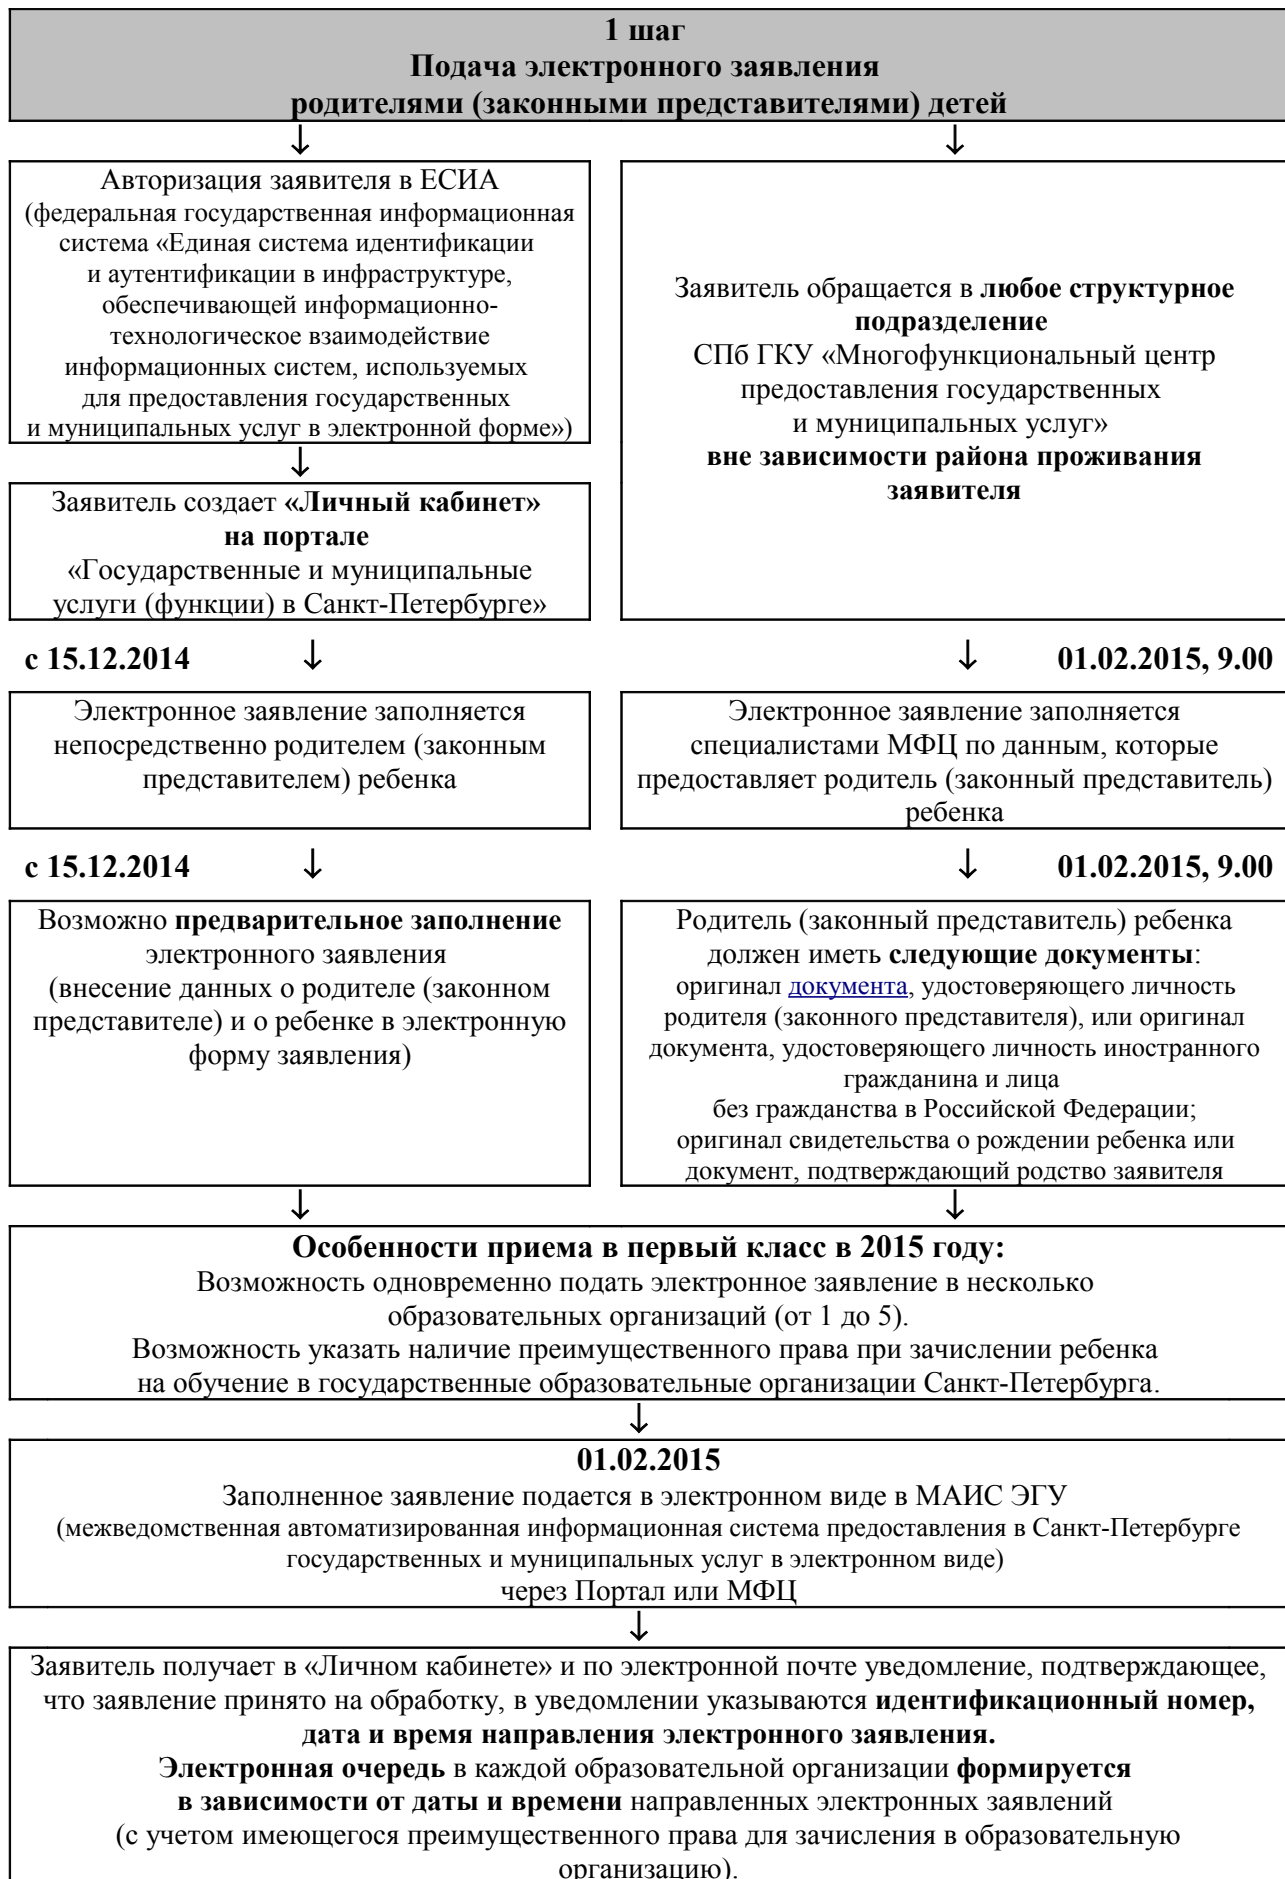 1 шаг
Подача электронного заявления
родителями (законными представителями) детей
↓
↓
Авторизация заявителя в ЕСИА
(федеральная государственная информационная
система «Единая система идентификации
и аутентификации в инфраструктуре,
обеспечивающей информационно-
технологическое взаимодействие
информационных систем, используемых
для предоставления государственных
и муниципальных услуг в электронной форме»)
↓
Заявитель создает «Личный кабинет»
на портале
«Государственные и муниципальные
услуги (функции) в Санкт-Петербурге»
Заявитель обращается в любое структурное
подразделение
СПб ГКУ «Многофункциональный центр
предоставления государственных
и муниципальных услуг»
вне зависимости района проживания
заявителя
с 15.12.2014 ↓
↓ 01.02.2015, 9.00
Электронное заявление заполняется
непосредственно родителем (законным
представителем) ребенка
Электронное заявление заполняется
специалистами МФЦ по данным, которые
предоставляет родитель (законный представитель)
ребенка
с 15.12.2014 ↓
↓ 01.02.2015, 9.00
Возможно предварительное заполнение
электронного заявления
(внесение данных о родителе (законном
представителе) и о ребенке в электронную
форму заявления)
Родитель (законный представитель) ребенка
должен иметь следующие документы:
оригинал документа, удостоверяющего личность
родителя (законного представителя), или оригинал
документа, удостоверяющего личность иностранного
гражданина и лица
без гражданства в Российской Федерации;
оригинал свидетельства о рождении ребенка или
документ, подтверждающий родство заявителя
↓
↓
Особенности приема в первый класс в 2015 году:
Возможность одновременно подать электронное заявление в несколько
образовательных организаций (от 1 до 5).
Возможность указать наличие преимущественного права при зачислении ребенка
на обучение в государственные образовательные организации Санкт-Петербурга.
↓
01.02.2015
Заполненное заявление подается в электронном виде в МАИС ЭГУ
(межведомственная автоматизированная информационная система предоставления в Санкт-Петербурге
государственных и муниципальных услуг в электронном виде)
через Портал или МФЦ
↓
Заявитель получает в «Личном кабинете» и по электронной почте уведомление, подтверждающее,
что заявление принято на обработку, в уведомлении указываются идентификационный номер,
дата и время направления электронного заявления.
Электронная очередь в каждой образовательной организации формируется
в зависимости от даты и времени направленных электронных заявлений
(с учетом имеющегося преимущественного права для зачисления в образовательную
организацию).